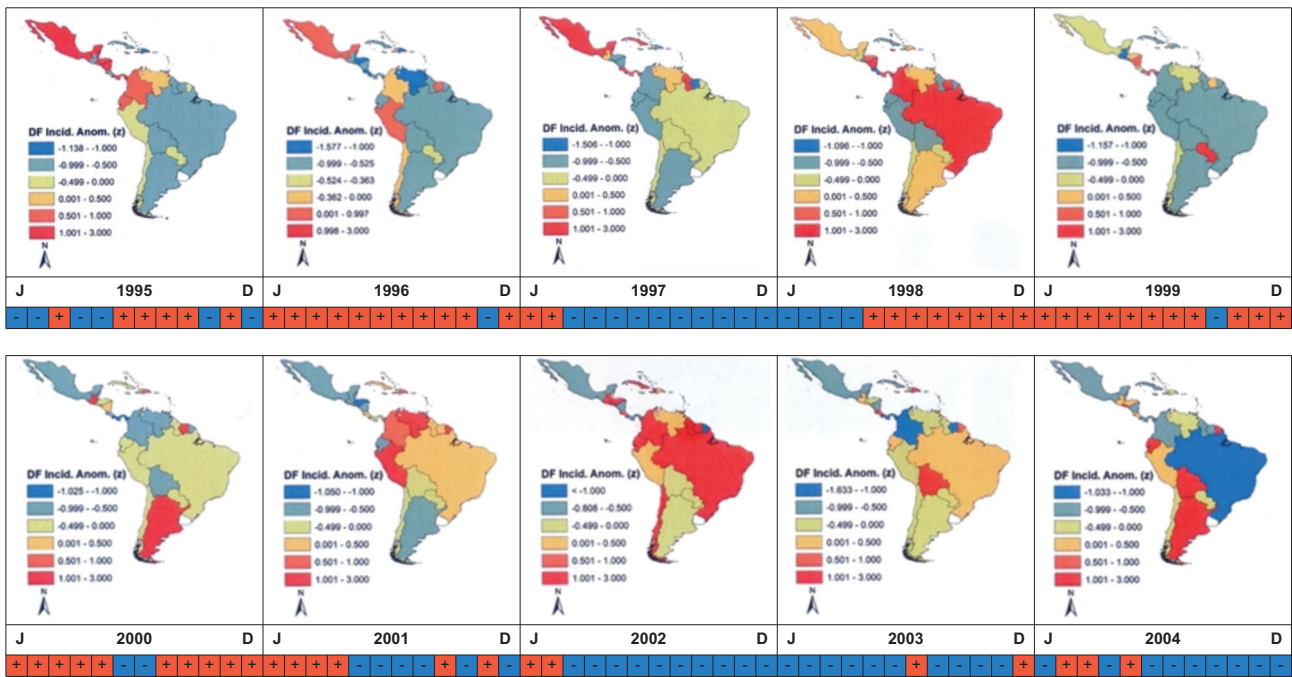 DF Incid. Anom. (z)
-1.138 - -1.000
-0.999 - -0.500
-0.499 - 0.000
0.001 - 0.500
0.501 - 1.000
1.001 - 3.000
N
DF Incid. Anom. (z)
-1.577 - -1.000
-0.999 - -0.525
-0.524 - -0.363
-0.362 - 0.000
0.001 - 0.997
0.998 - 3.000
N
DF Incid. Anom. (z)
-1.506 - -1.000
-0.999 - -0.500
-0.499 - 0.000
0.001 - 0.500
0.501 - 1.000
1.001 - 3.000
N
DF Incid. Anom. (z)
-1.096 - -1.000
-0.999 - -0.500
-0.499 - 0.000
0.001 - 0.500
0.501 - 1.000
1.001 - 3.000
N
DF Incid. Anom. (z)
-1.157 - -1.000
-0.999 - -0.500
-0.499 - 0.000
0.001 - 0.500
0.501 - 1.000
1.001 - 3.000
N
J 1995 D J 1996 D J 1997 D J 1998 D J 1999 D
- - + - - + + + + - + - + + + + + + + + + + - + + + - - - - - - - - - - - - - - + + + + + + + + + + + + + + + + - + + +
DF Incid. Anom. (z)
-1.025 - -1.000
-0.999 - -0.500
-0.499 - 0.000
0.001 - 0.500
0.501 - 1.000
1.001 - 3.000
N
DF Incid. Anom. (z)
-1.050 - -1.000
-0.999 - -0.500
-0.499 - 0.000
0.001 - 0.500
0.501 - 1.000
1.001 - 3.000
N
DF Incid. Anom. (z)
< -1.000
-0.808 - -0.500
-0.499 - 0.000
0.001 - 0.500
0.501 - 1.000
1.001 - 3.000
N
DF Incid. Anom. (z)
-1.633 - -1.000
-0.999 - -0.500
-0.499 - 0.000
0.001 - 0.500
0.501 - 1.000
1.001 - 3.000
N
DF Incid. Anom. (z)
-1.033 - -1.000
-0.999 - -0.500
-0.499 - 0.000
0.001 - 0.500
0.501 - 1.000
1.001 - 3.000
N
J 2000 D J 2001 D J 2002 D J 2003 D J 2004 D
+ + + + + - - + + + + + + + + + - - - - + - + - + + - - - - - - - - - - - - - - - - + - - - - + - + + - + - - - - - - -